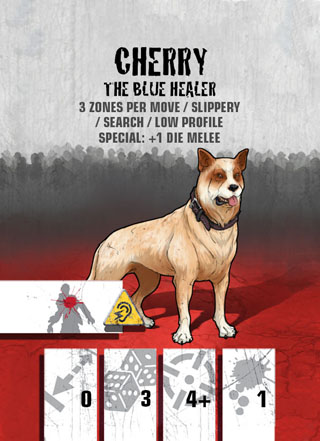 CHERRY
THE BLUE HEALER
3 ZONES PER MOVE / SLIPPERY
/ SEARCH / LOW PROFILE
SPECIAL: +1 DIE MELEE
0 3 4+ 1